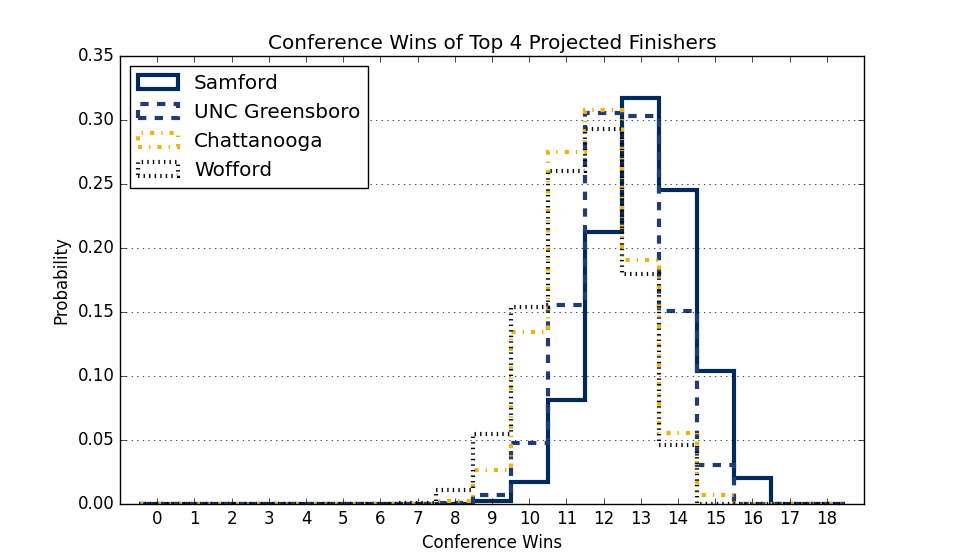 Conference Wins of Top 4 Projected Finishers
Samford
UNC Greensboro
Chattanooga
Wofford
0.35
0.30
0.25
0.20
0.15
0.10
0.05
0.00
Probability
0 1 2 3 4 5 6 7 8 9 10 11 12 13 14 15 16 17 18
Conference Wins